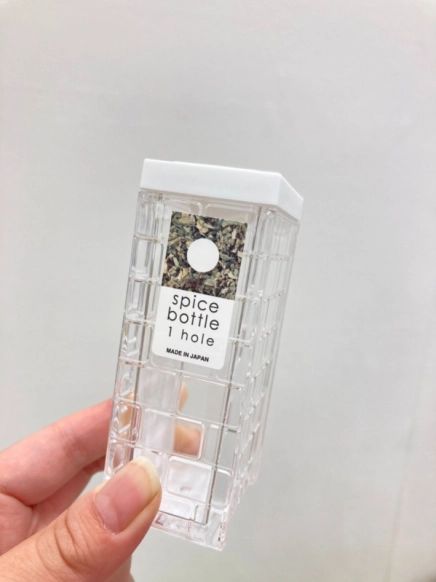 spice
bottle
1 hole
MADE IN JAPAN